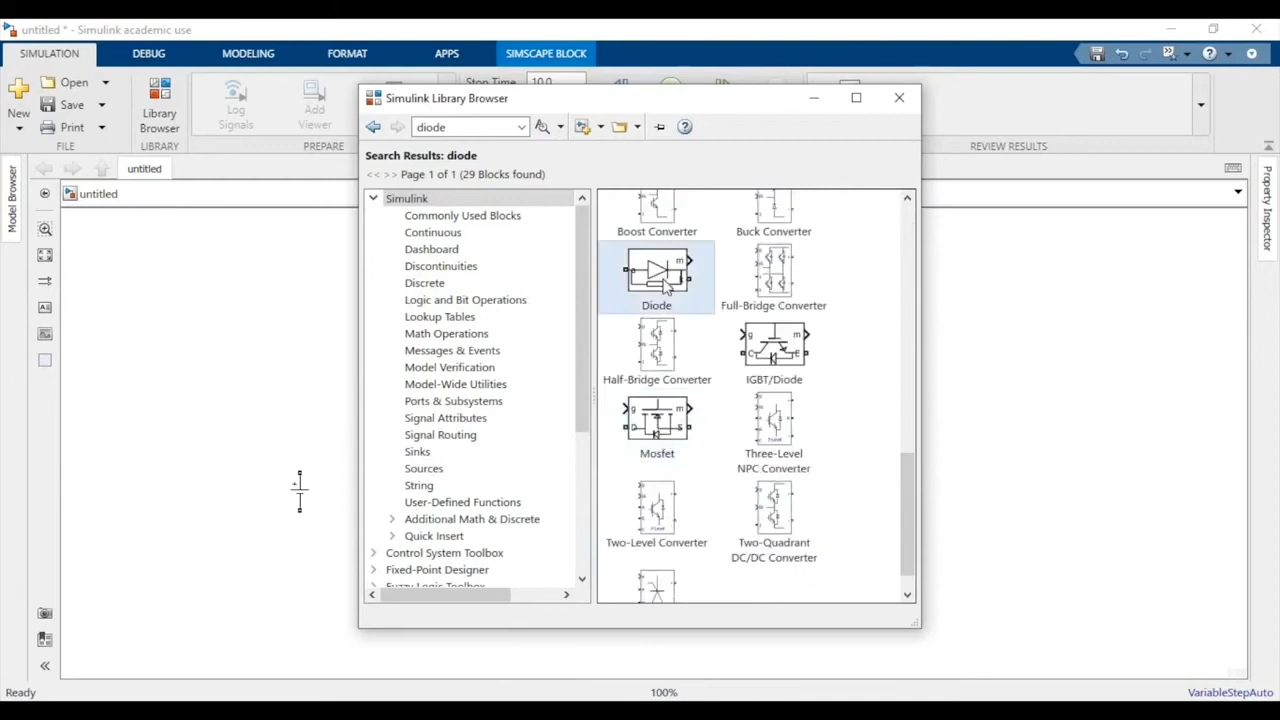 untitled * - Simulink academic use
SIMULATION
DEBUG
MODELING
FORMAT
APPS
SIMSCAPE BLOCK
New
Open
Save
Print
FILE
Library
Browser
LIBRARY
Log
Signals
Add
Viewer
PREPARE
Stop Time
10.0
REVIEW RESULTS
untitled
untitled
Model Browser
Property Inspector
Simulink Library Browser
diode
Search Results: diode
<< >> Page 1 of 1 (29 Blocks found)
Simulink
Commonly Used Blocks
Continuous
Dashboard
Discontinuities
Discrete
Logic and Bit Operations
Lookup Tables
Math Operations
Messages & Events
Model Verification
Model-Wide Utilities
Ports & Subsystems
Signal Attributes
Signal Routing
Sinks
Sources
String
User-Defined Functions
Additional Math & Discrete
Quick Insert
Control System Toolbox
Fixed-Point Designer
Fuzzy Logic Toolbox
Boost Converter
Buck Converter
m
Diode
Full-Bridge Converter
Half-Bridge Converter
g m
C E
IGBT/Diode
g m
D S
Mosfet
Three-Level
NPC Converter
Two-Level Converter
Two-Quadrant
DC/DC Converter
Ready
100%
VariableStepAuto